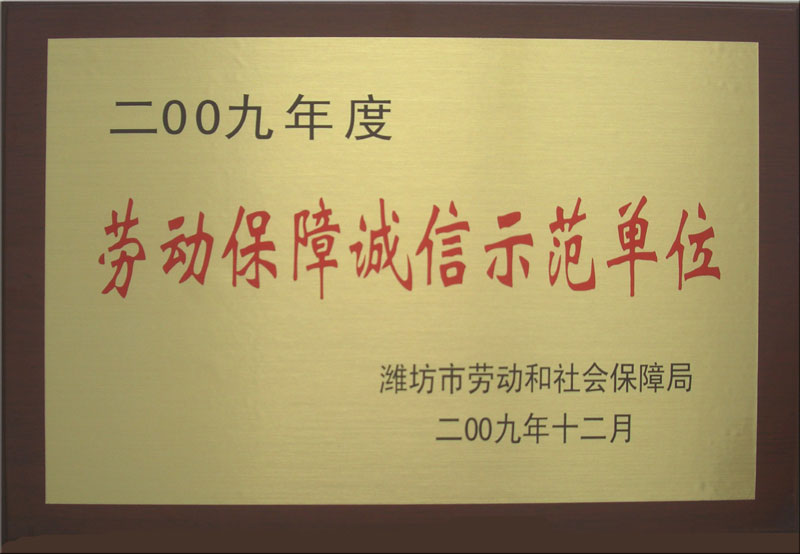 二00九年度
劳动保障诚信示范单位
潍坊市劳动和社会保障局
二00九年十二月